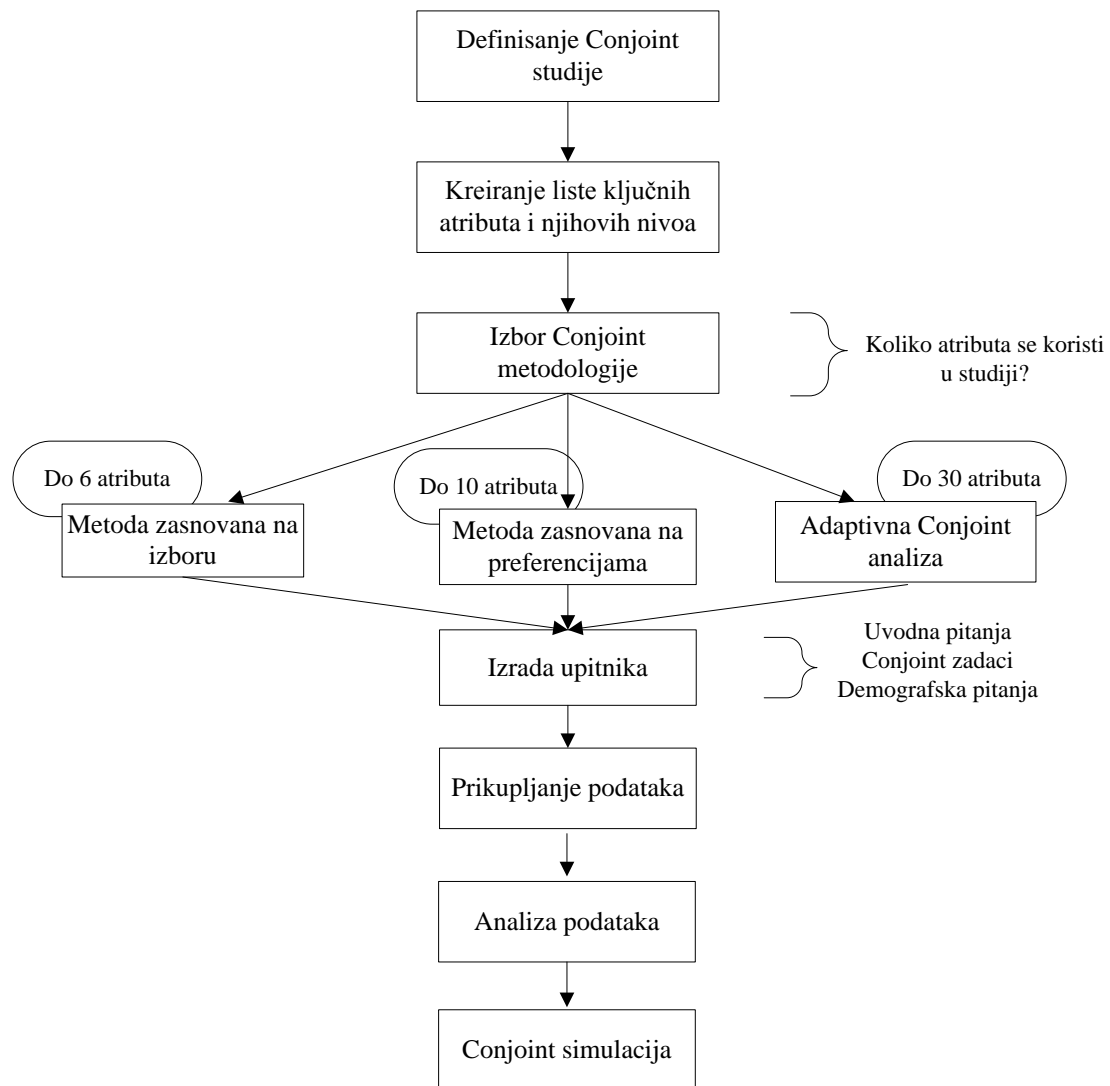 Definisanje Conjoint
studije
Kreiranje liste ključnih
atributa i njihovih nivoa
Izbor Conjoint
metodologije
Koliko atributa se koristi
u studiji?
Do 6 atributa
Do 10 atributa
Do 30 atributa
Metoda zasnovana na
izboru
Metoda zasnovana na
preferencijama
Adaptivna Conjoint
analiza
Izrada upitnika
Uvodna pitanja
Conjoint zadaci
Demografska pitanja
Prikupljanje podataka
Analiza podataka
Conjoint simulacija